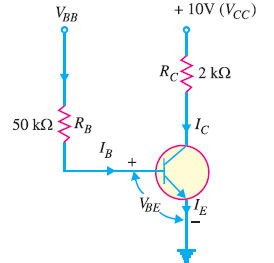 V_BB
+ 10V (V_CC)
R_C 2 kΩ
50 kΩ R_B
I_C
I_B
+
V_BE I_E
–